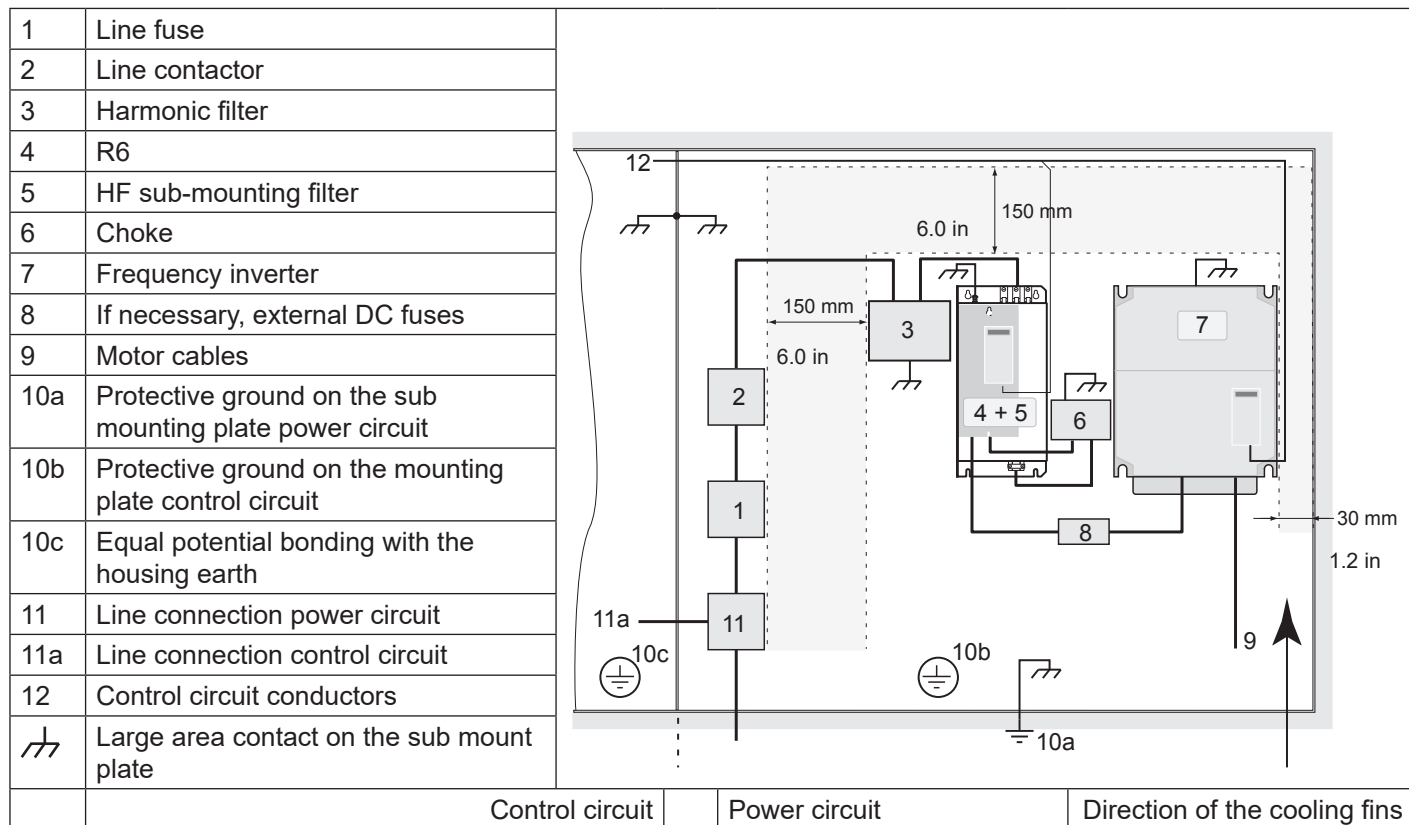 1 Line fuse
2 Line contactor
3 Harmonic filter
4 R6
5 HF sub-mounting filter
6 Choke
7 Frequency inverter
8 If necessary, external DC fuses
9 Motor cables
10a Protective ground on the sub
mounting plate power circuit
10b Protective ground on the mounting
plate control circuit
10c Equal potential bonding with the
housing earth
11 Line connection power circuit
11a Line connection control circuit
12 Control circuit conductors
Large area contact on the sub mount
plate
12
150 mm
6.0 in
150 mm
6.0 in
3
7
2
4 + 5
6
1
8
30 mm
1.2 in
11a
11
9
10c
10b
10a
Control circuit
Power circuit
Direction of the cooling fins